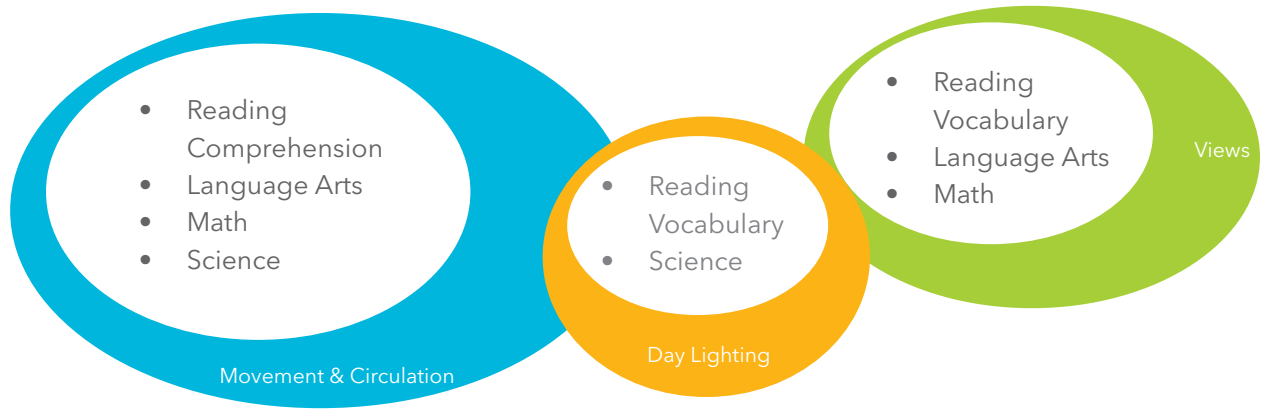 • Reading
Comprehension
• Language Arts
• Math
• Science
Movement & Circulation
• Reading
Vocabulary
• Science
Day Lighting
• Reading
Vocabulary
• Language Arts
• Math
Views